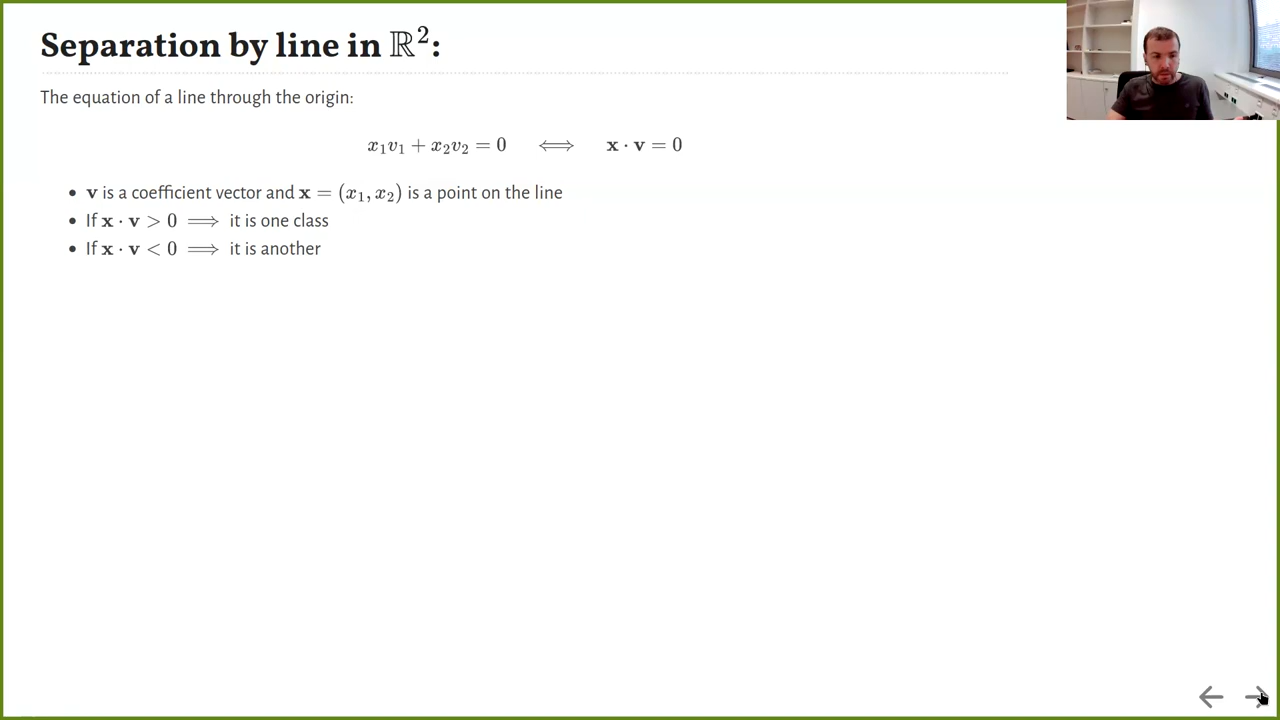 Separation by line in ℝ²:
The equation of a line through the origin:
x₁v₁ + x₂v₂ = 0 ⟺ x · v = 0
• v is a coefficient vector and x = (x₁, x₂) is a point on the line
• If x · v > 0 ⟹ it is one class
• If x · v < 0 ⟹ it is another